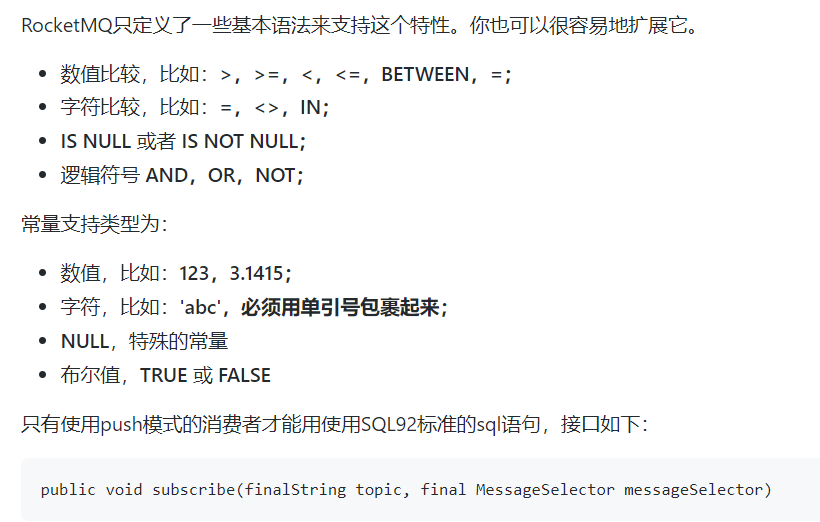 RocketMQ只定义了一些基本语法来支持这个特性。你也可以很容易地扩展它。
数值比较，比如：>，>=，<，<=，BETWEEN，=；
字符比较，比如：=，<>，IN；
IS NULL 或者 IS NOT NULL；
逻辑符号 AND，OR，NOT；
常量支持类型为：
数值，比如：123，3.1415；
字符，比如：'abc'，必须用单引号包裹起来；
NULL，特殊的常量
布尔值，TRUE 或 FALSE
只有使用push模式的消费者才能用使用SQL92标准的sql语句，接口如下：
public void subscribe(finalString topic, final MessageSelector messageSelector)